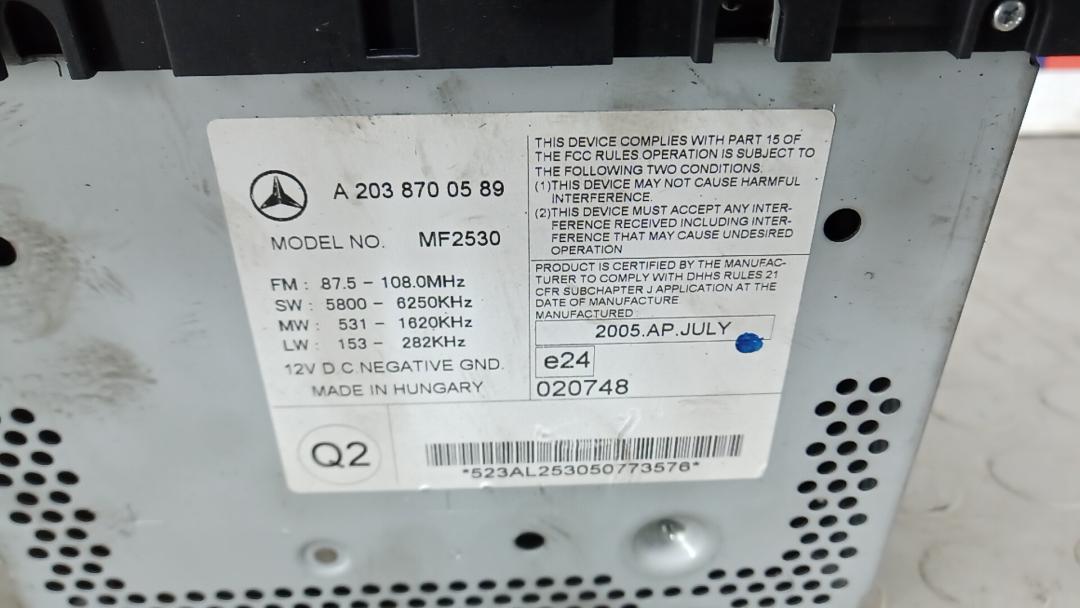 A 203 870 05 89
MODEL NO. MF2530
FM : 87.5 - 108.0MHz
SW : 5800 - 6250KHz
MW : 531 - 1620KHz
LW : 153 - 282KHz
12V D.C.NEGATIVE GND.
MADE IN HUNGARY
THIS DEVICE COMPLIES WITH PART 15 OF
THE FCC RULES.OPERATION IS SUBJECT TO
THE FOLLOWING TWO CONDITIONS.
(1)THIS DEVICE MAY NOT CAUSE HARMFUL
INTERFERENCE.
(2)THIS DEVICE MUST ACCEPT ANY INTER-
FERENCE RECEIVED INCLUDING INTER-
FERENCE THAT MAY CAUSE UNDESIRED
OPERATION
PRODUCT IS CERTIFIED BY THE MANUFAC-
TURER TO COMPLY WITH DHHS RULES 21
CFR SUBCHAPTER J APPLICATION AT THE
DATE OF MANUFACTURE
MANUFACTURED:
2005.AP.JULY
e24
020748
Q2
*523AL253050773576*